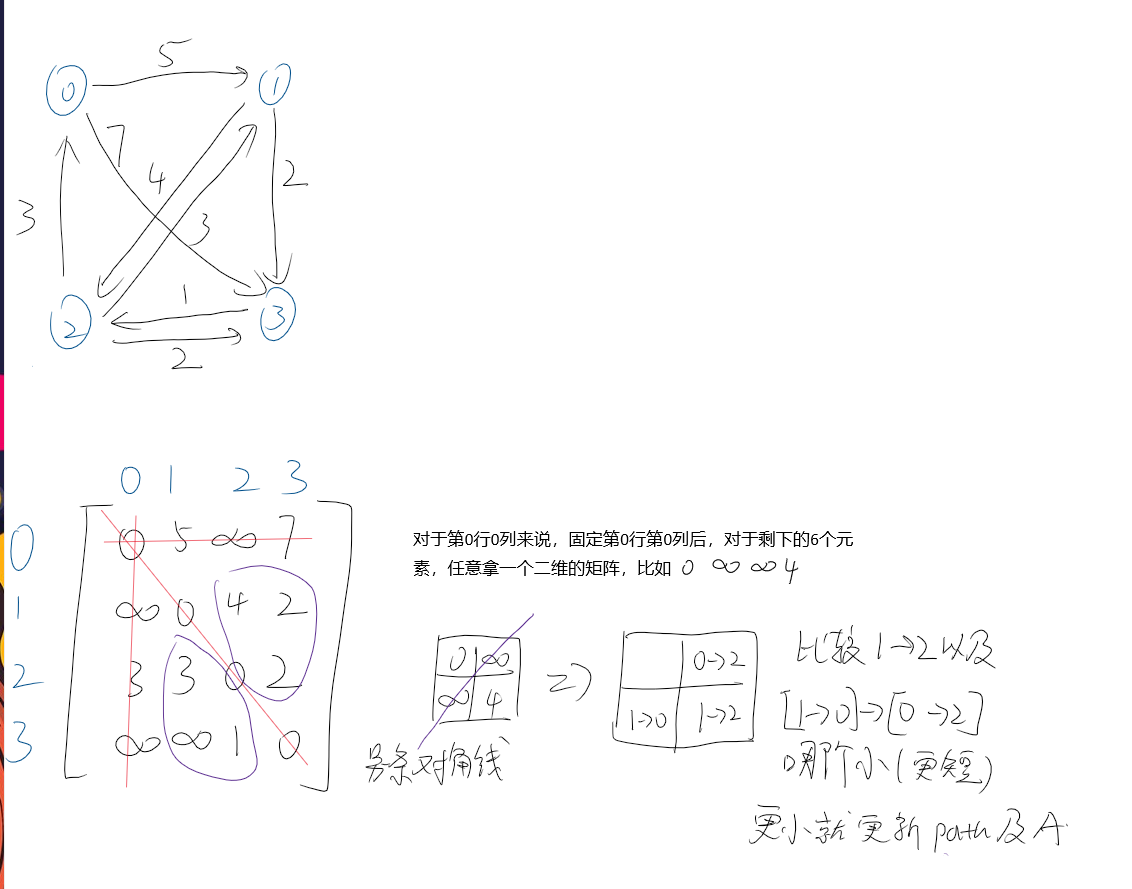 5
0 1
7
4 2
3 3
1
2 3
2
0 1 2 3
0 0 5 ∞ 7
1 ∞ 0 4 2
2 3 3 0 2
3 ∞ ∞ 1 0
对于第0行0列来说，固定第0行第0列后，对于剩下的6个元
素，任意拿一个二维的矩阵，比如 0 ∞ ∞ 4
0 ∞
∞ 4
另条对角线
=>
0→2
1→0 1→2
比较1→2以及
[1→0]→[0→2]
哪个小(更短)
更小就更新path及A